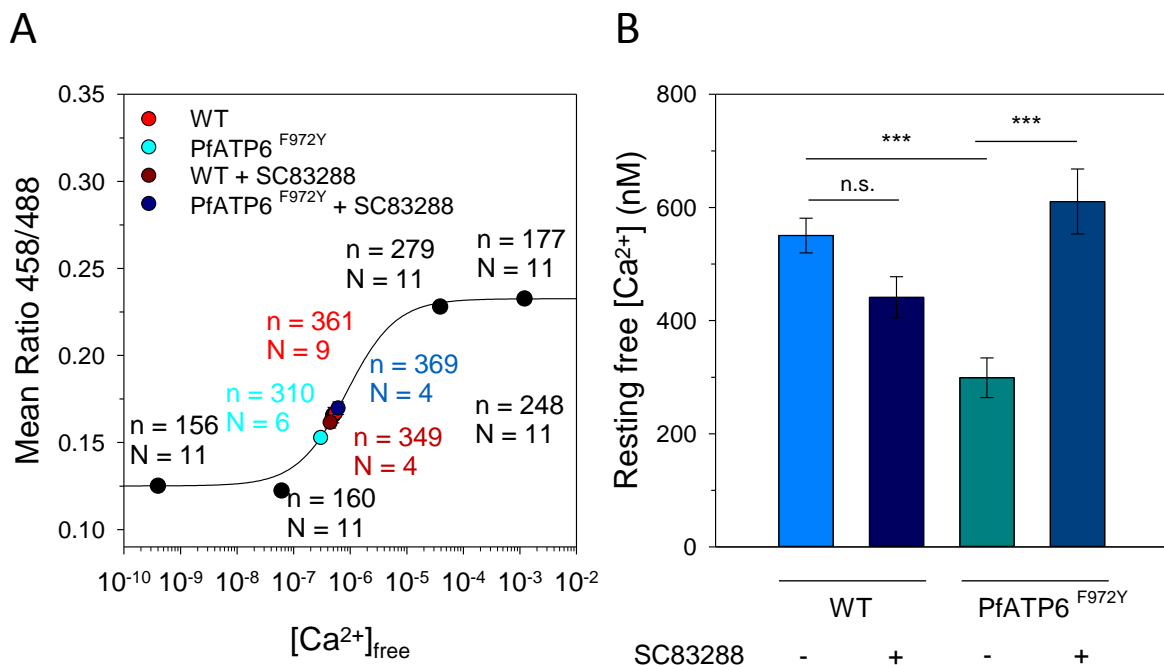 A
0.35
0.30
0.25
0.20
0.15
0.10
Mean Ratio 458/488
WT
PfATP6 F972Y
WT + SC83288
PfATP6 F972Y + SC83288
n = 279
N = 11
n = 177
N = 11
n = 361
N = 9
n = 310
N = 6
n = 369
N = 4
n = 156
N = 11
n = 248
N = 11
n = 349
N = 4
n = 160
N = 11
10⁻¹⁰ 10⁻⁹ 10⁻⁸ 10⁻⁷ 10⁻⁶ 10⁻⁵ 10⁻⁴ 10⁻³ 10⁻²
[Ca²⁺]free
B
800
600
400
200
0
Resting free [Ca²⁺] (nM)
***
***
n.s.
WT PfATP6 F972Y
SC83288 - + - +